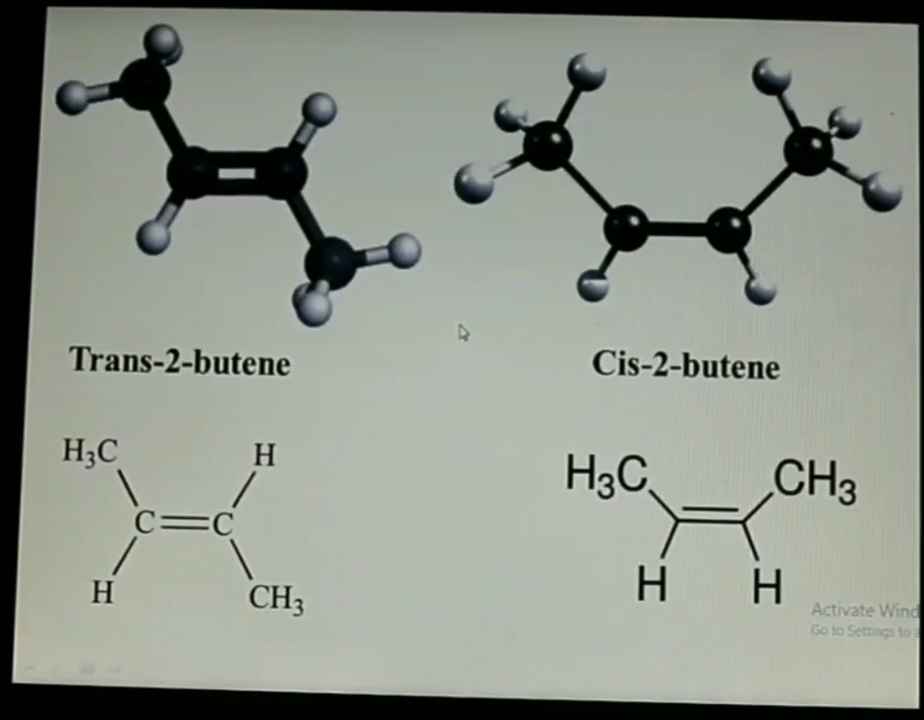 Trans-2-butene
Cis-2-butene
H₃C
H
C=C
H
CH₃
H₃C
CH₃
H
H
Activate Wind
Go to Settings to a